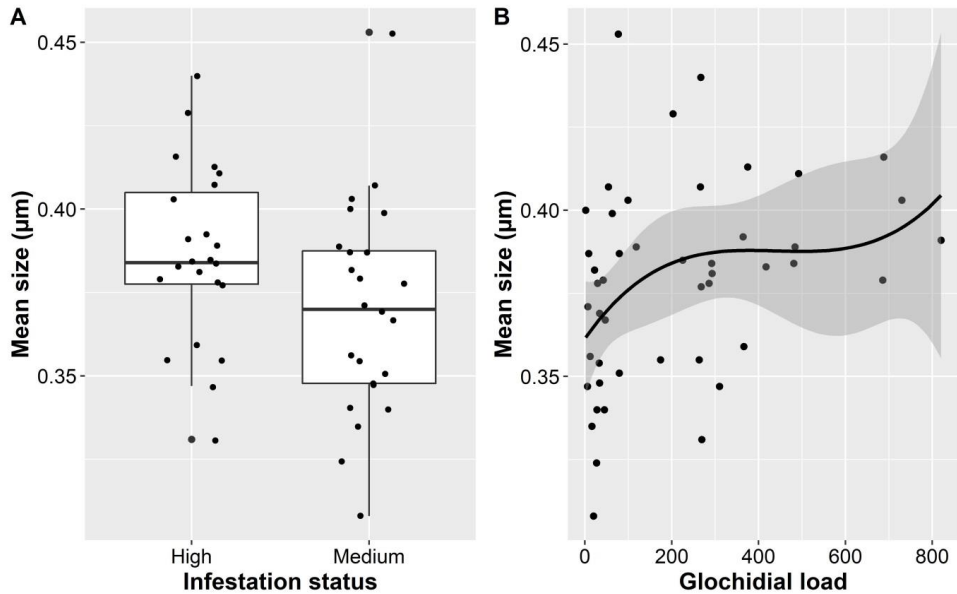 A
B
Mean size (µm)
0.45
0.40
0.35
High
Medium
Infestation status
Mean size (µm)
0.45
0.40
0.35
0
200
400
600
800
Glochidial load